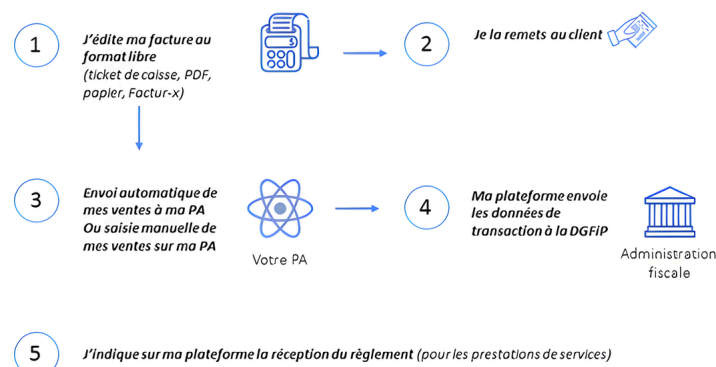 1
J'édite ma facture au
format libre
(ticket de caisse, PDF,
papier, Factur-x)
2
Je la remets au client
3
Envoi automatique de
mes ventes à ma PA
Ou saisie manuelle de
mes ventes sur ma PA
Votre PA
4
Ma plateforme envoie
les données de
transaction à la DGFiP
Administration
fiscale
5
J'indique sur ma plateforme la réception du règlement (pour les prestations de services)